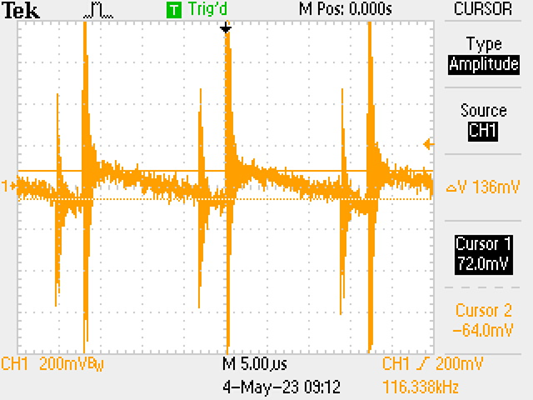 Tek T Trig'd M Pos: 0.000s CURSOR
Type
Amplitude
Source
CH1
1
△V 136mV
Cursor 1
72.0mV
Cursor 2
-64.0mV
CH1 200mVBw M 5.00µs CH1 / 200mV
4-May-23 09:12 116.338kHz